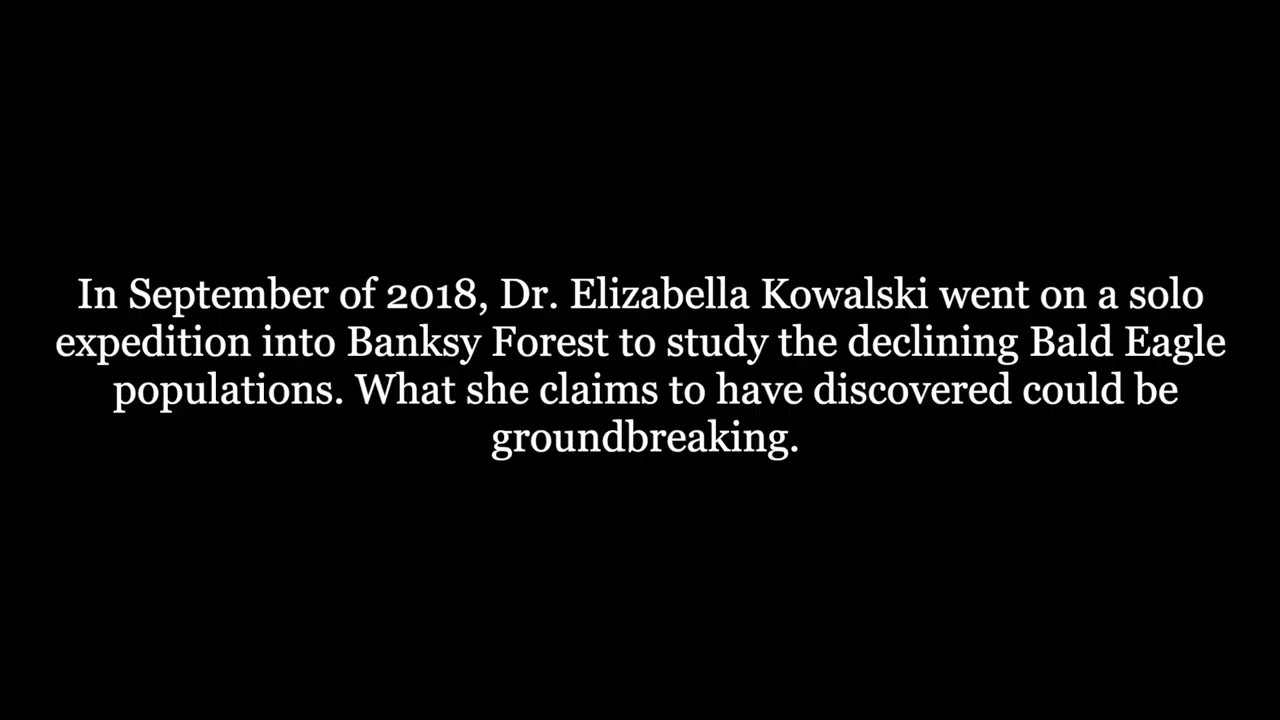 In September of 2018, Dr. Elizabella Kowalski went on a solo
expedition into Banksy Forest to study the declining Bald Eagle
populations. What she claims to have discovered could be
groundbreaking.